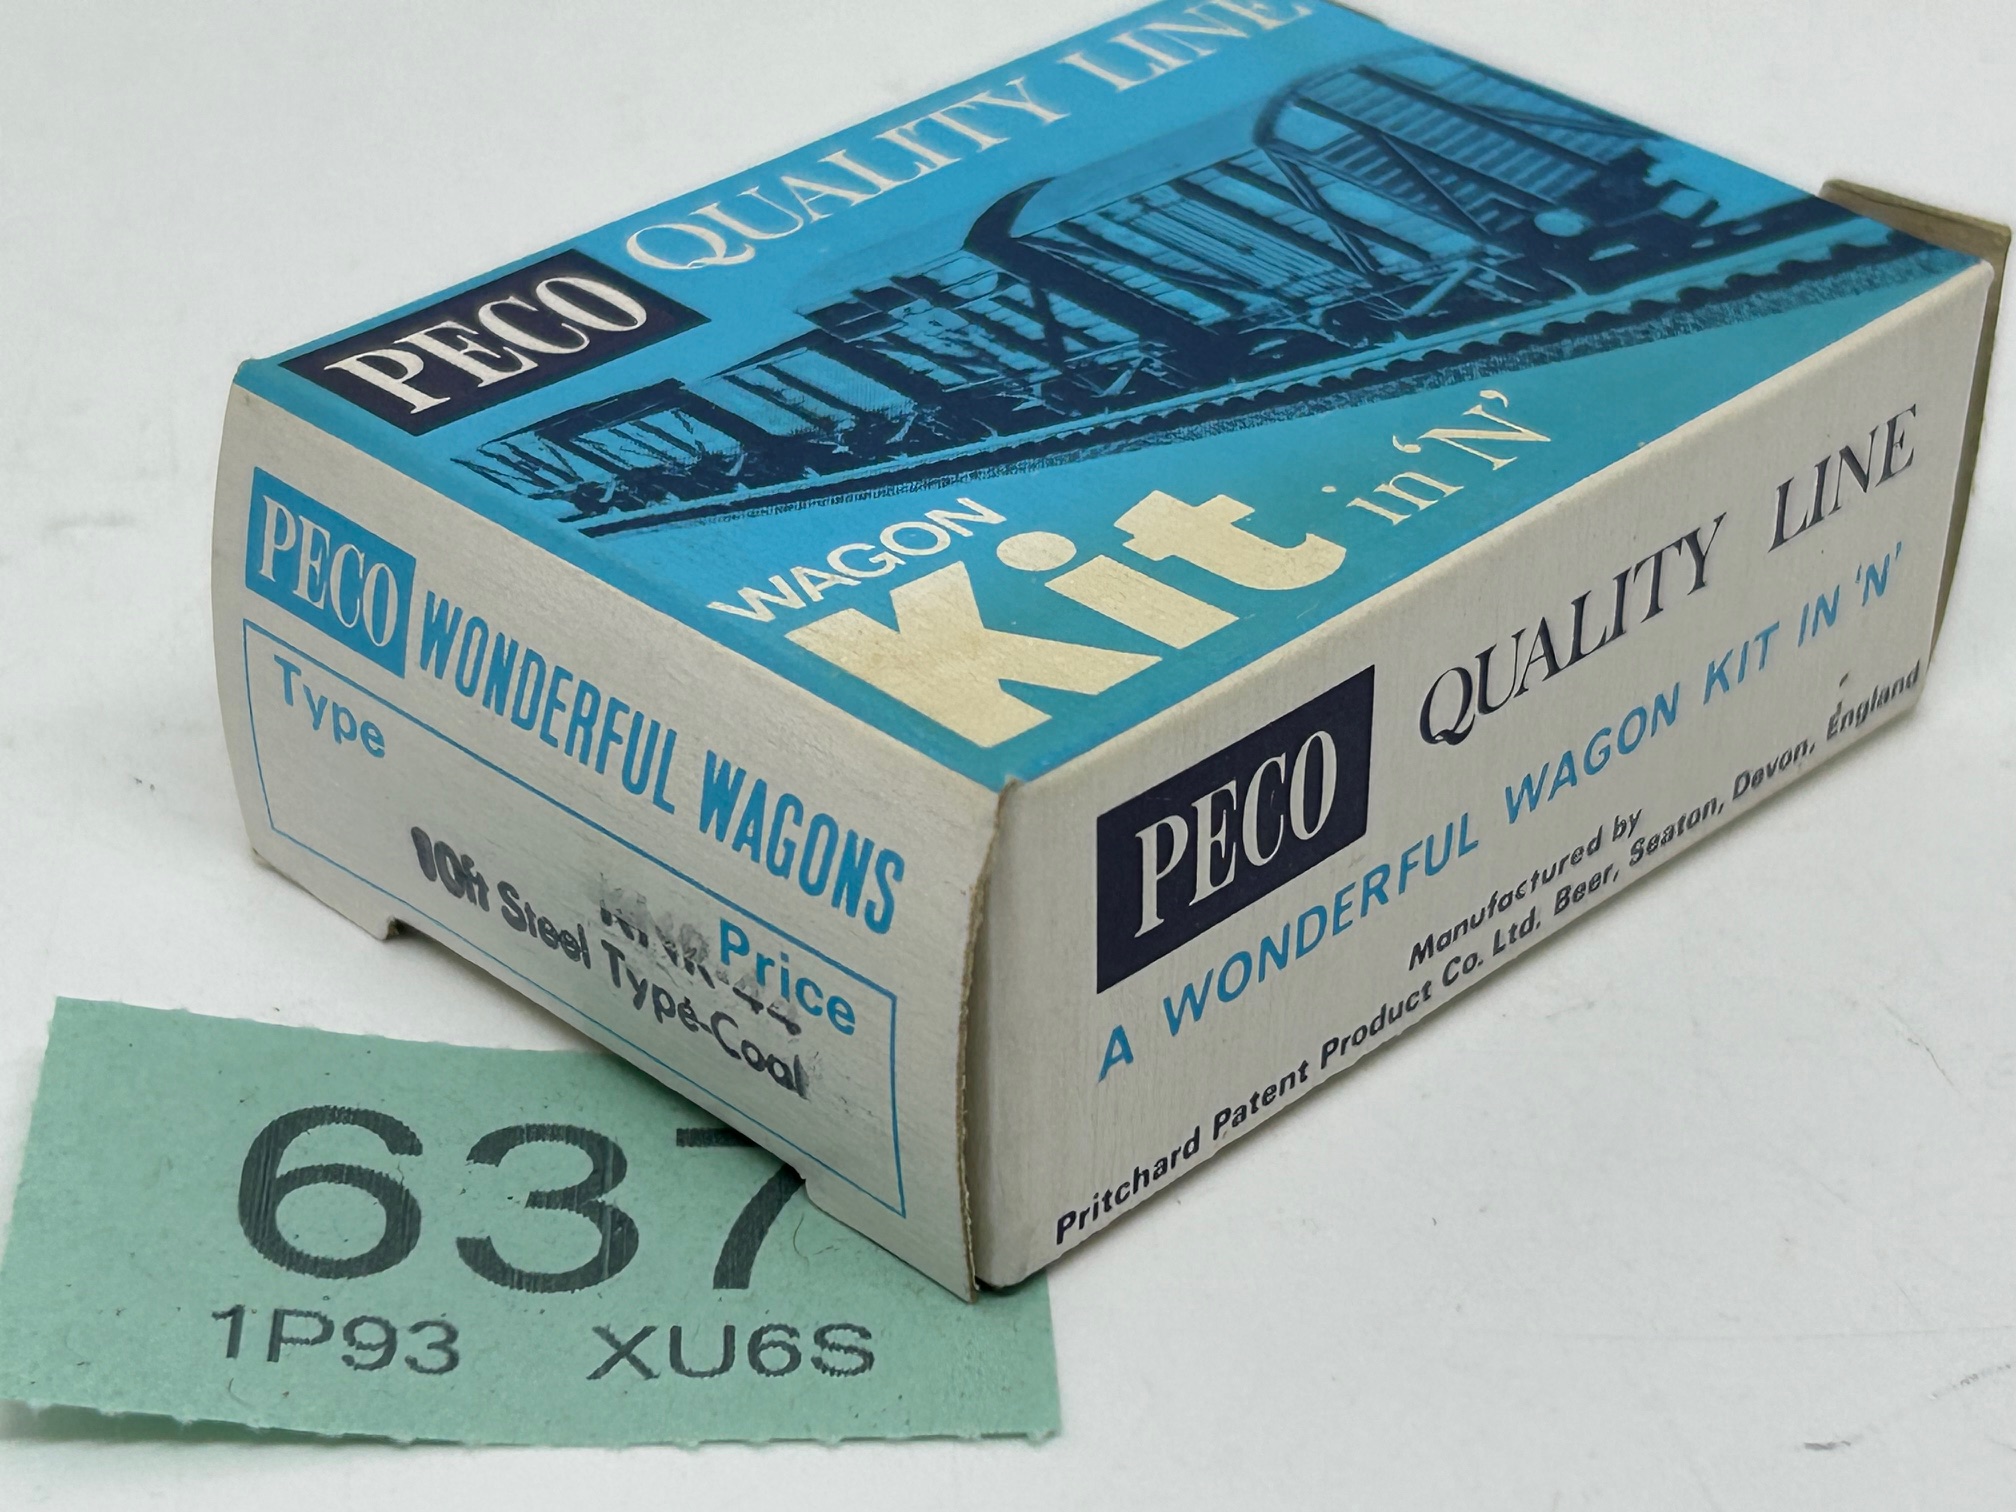 PECO QUALITY LINE
WAGON
Kit in 'N'
PECO WONDERFUL WAGONS
Type
Price
10ft Steel Type-Coal
PECO QUALITY LINE
A WONDERFUL WAGON KIT IN 'N'
Manufactured by
Pritchard Patent Product Co. Ltd. Beer, Seaton, Devon, England
637
1P93 XU6S